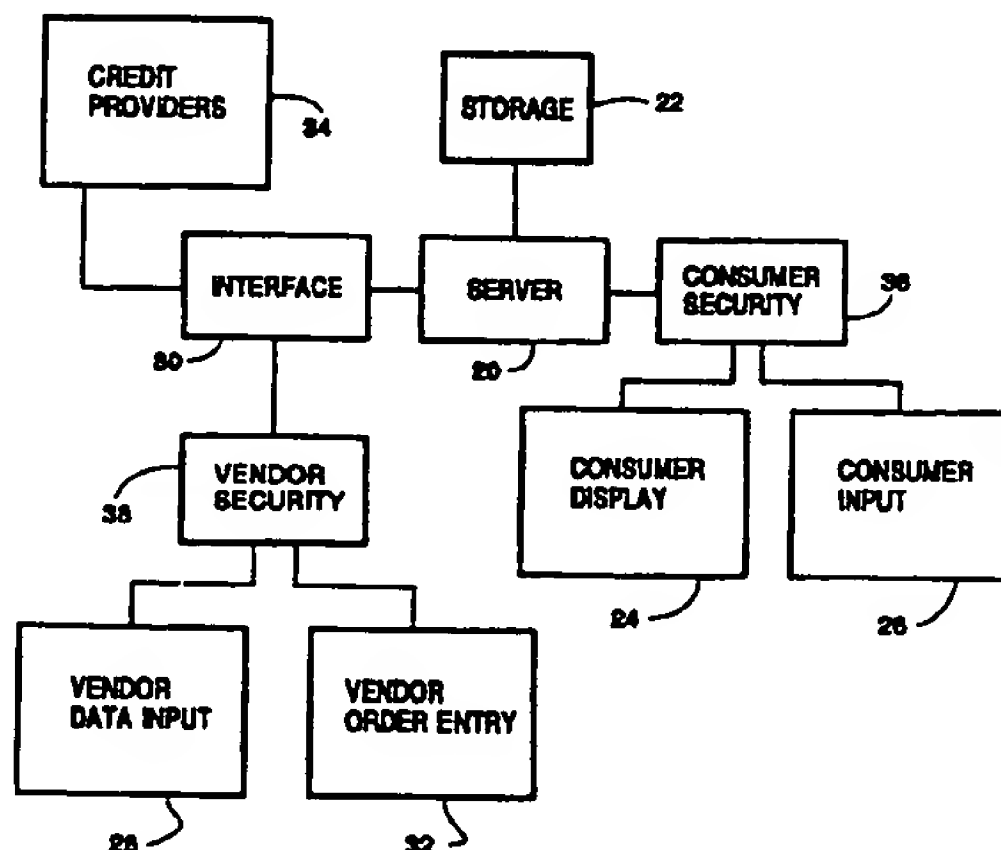 CREDIT
PROVIDERS
34
STORAGE
22
INTERFACE
30
SERVER
20
CONSUMER
SECURITY
36
VENDOR
SECURITY
38
CONSUMER
DISPLAY
24
CONSUMER
INPUT
26
VENDOR
DATA INPUT
28
VENDOR
ORDER ENTRY
32